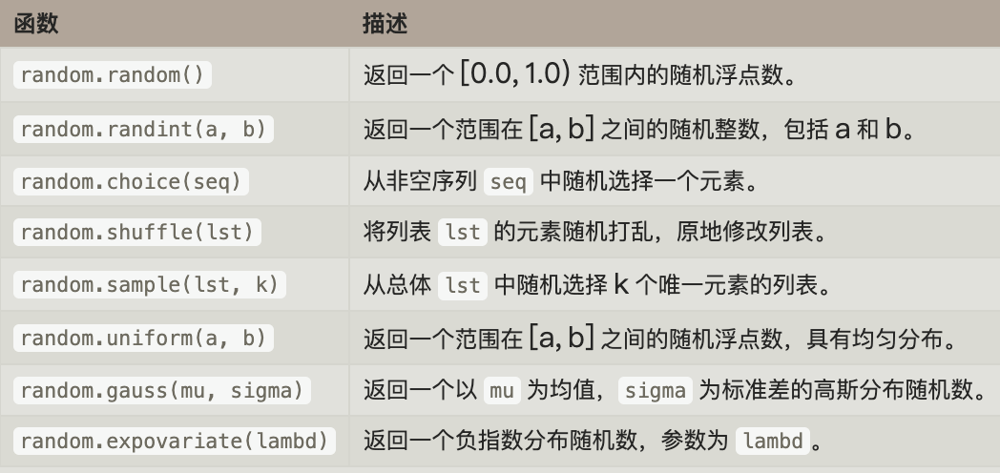 函数 描述
random.random() 返回一个 [0.0, 1.0) 范围内的随机浮点数。
random.randint(a, b) 返回一个范围在 [a, b] 之间的随机整数，包括 a 和 b。
random.choice(seq) 从非空序列 seq 中随机选择一个元素。
random.shuffle(lst) 将列表 lst 的元素随机打乱，原地修改列表。
random.sample(lst, k) 从总体 lst 中随机选择 k 个唯一元素的列表。
random.uniform(a, b) 返回一个范围在 [a, b] 之间的随机浮点数，具有均匀分布。
random.gauss(mu, sigma) 返回一个以 mu 为均值，sigma 为标准差的高斯分布随机数。
random.expovariate(lambd) 返回一个负指数分布随机数，参数为 lambd。